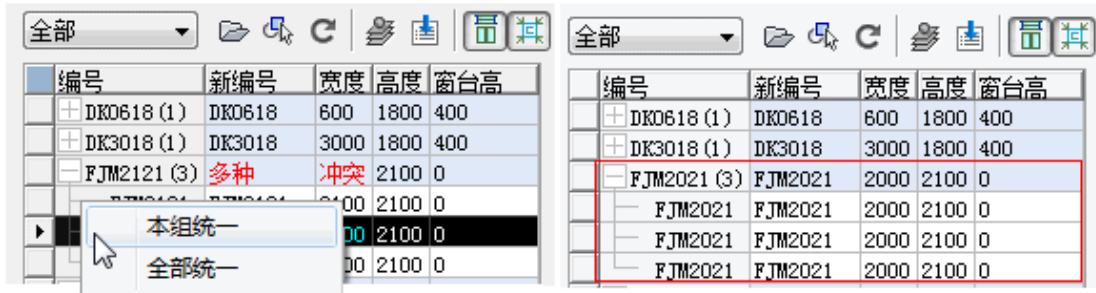 全部
编号 新编号 宽度 高度 窗台高
DK0618 (1) DK0618 600 1800 400
DK3018 (1) DK3018 3000 1800 400
FJM2121 (3) 多种 冲突 2100 0
2100 0
本组统一 2100 0
全部统一 2100 0
全部
编号 新编号 宽度 高度 窗台高
DK0618 (1) DK0618 600 1800 400
DK3018 (1) DK3018 3000 1800 400
FJM2021 (3) FJM2021 2000 2100 0
FJM2021 FJM2021 2000 2100 0
FJM2021 FJM2021 2000 2100 0
FJM2021 FJM2021 2000 2100 0